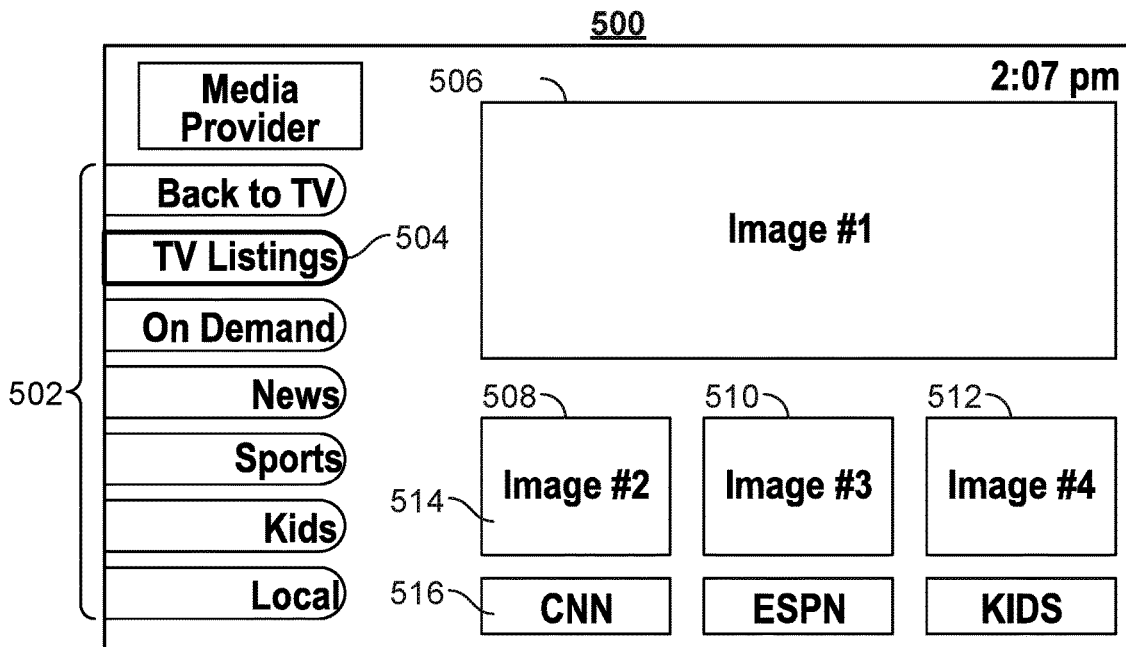 500
2:07 pm
Media
Provider
506
Image #1
502
Back to TV
TV Listings
504
On Demand
News
Sports
Kids
Local
508
510
512
Image #2
Image #3
Image #4
514
516
CNN
ESPN
KIDS